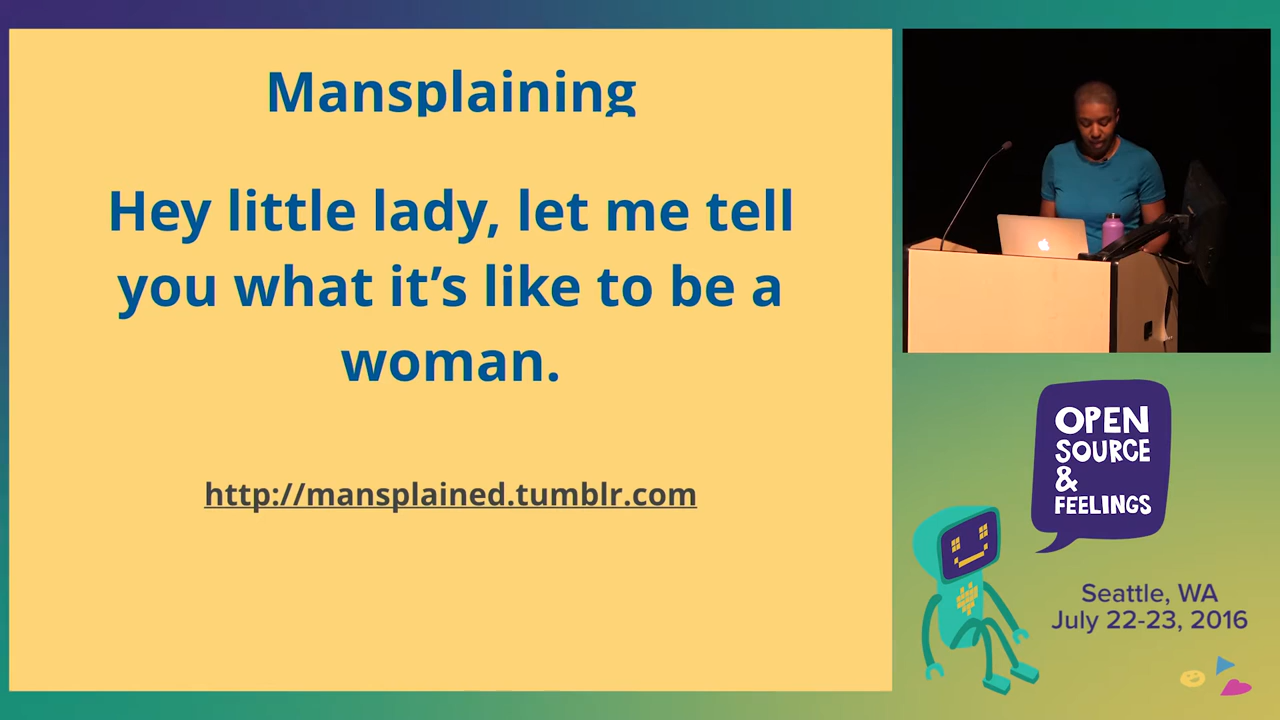 Mansplaining
Hey little lady, let me tell
you what it’s like to be a
woman.
http://mansplained.tumblr.com
OPEN
SOURCE
&
FEELINGS
Seattle, WA
July 22-23, 2016